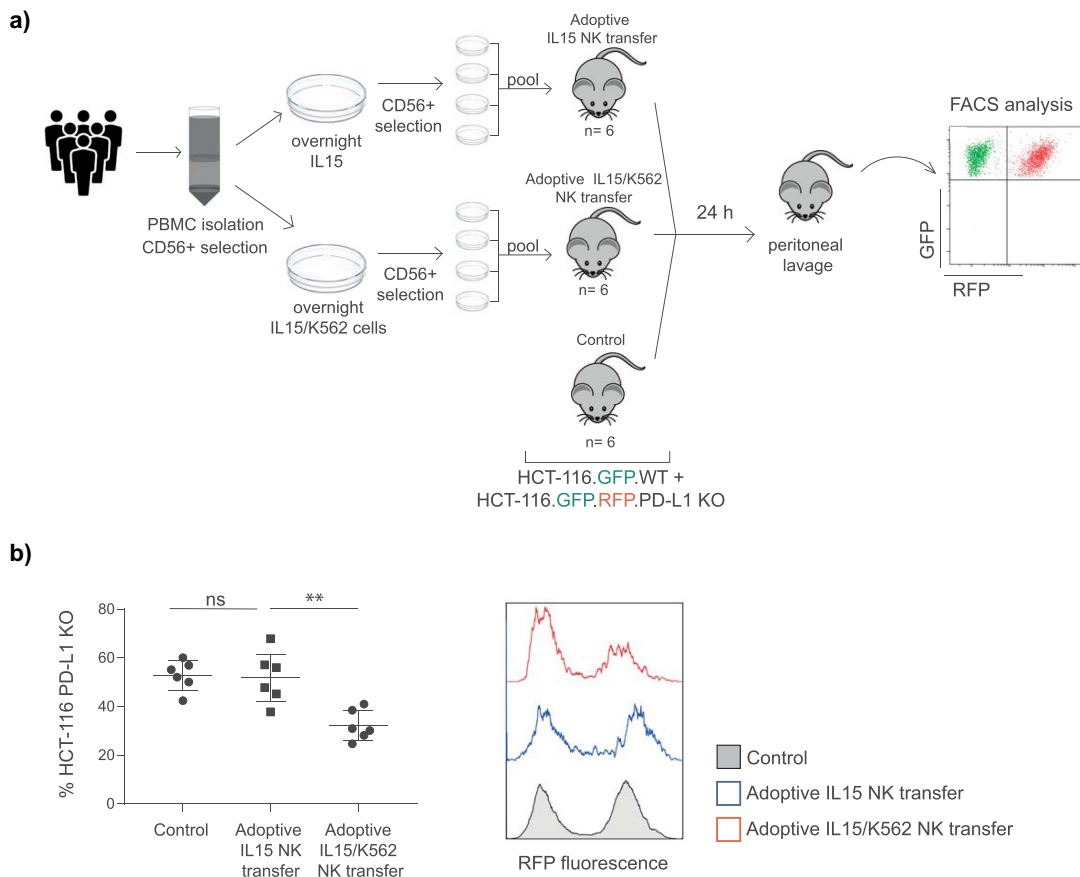 a)
PBMC isolation
CD56+ selection
overnight
IL15
overnight
IL15/K562 cells
CD56+
selection
CD56+
selection
pool
pool
Adoptive
IL15 NK transfer
n= 6
Adoptive IL15/K562
NK transfer
n= 6
Control
n= 6
HCT-116.GFP.WT +
HCT-116.GFP.RFP.PD-L1 KO
24 h
peritoneal
lavage
FACS analysis
GFP
RFP
b)
% HCT-116 PD-L1 KO
80
60
40
20
0
ns
**
Control
Adoptive
IL15 NK
transfer
Adoptive
IL15/K562
NK transfer
RFP fluorescence
Control
Adoptive IL15 NK transfer
Adoptive IL15/K562 NK transfer